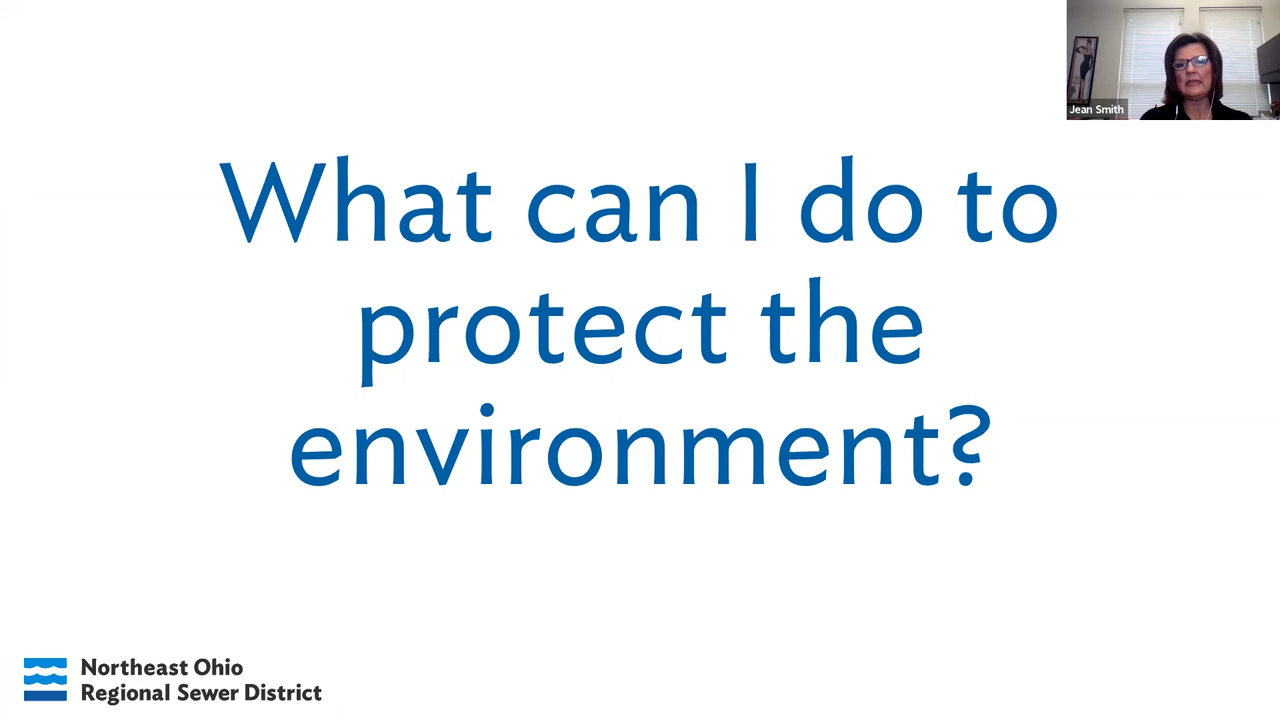 Jean Smith
What can I do to
protect the
environment?
Northeast Ohio
Regional Sewer District